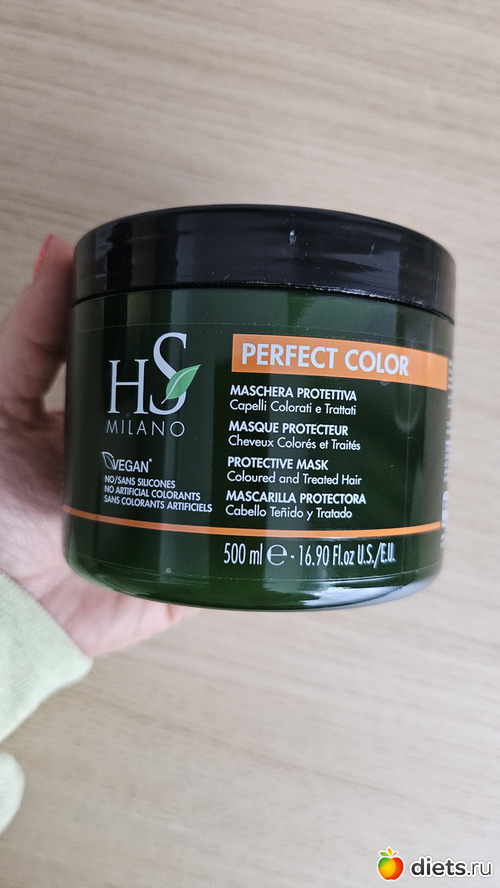 HS
MILANO
VEGAN*
NO/SANS SILICONES
NO ARTIFICIAL COLORANTS
SANS COLORANTS ARTIFICIELS
PERFECT COLOR
MASCHERA PROTETTIVA
Capelli Colorati e Trattati
MASQUE PROTECTEUR
Cheveux Colorés et Traités
PROTECTIVE MASK
Coloured and Treated Hair
MASCARILLA PROTECTORA
Cabello Teñido y Tratado
500 ml ℮ - 16.90 Fl.oz U.S./E.U.
diets.ru